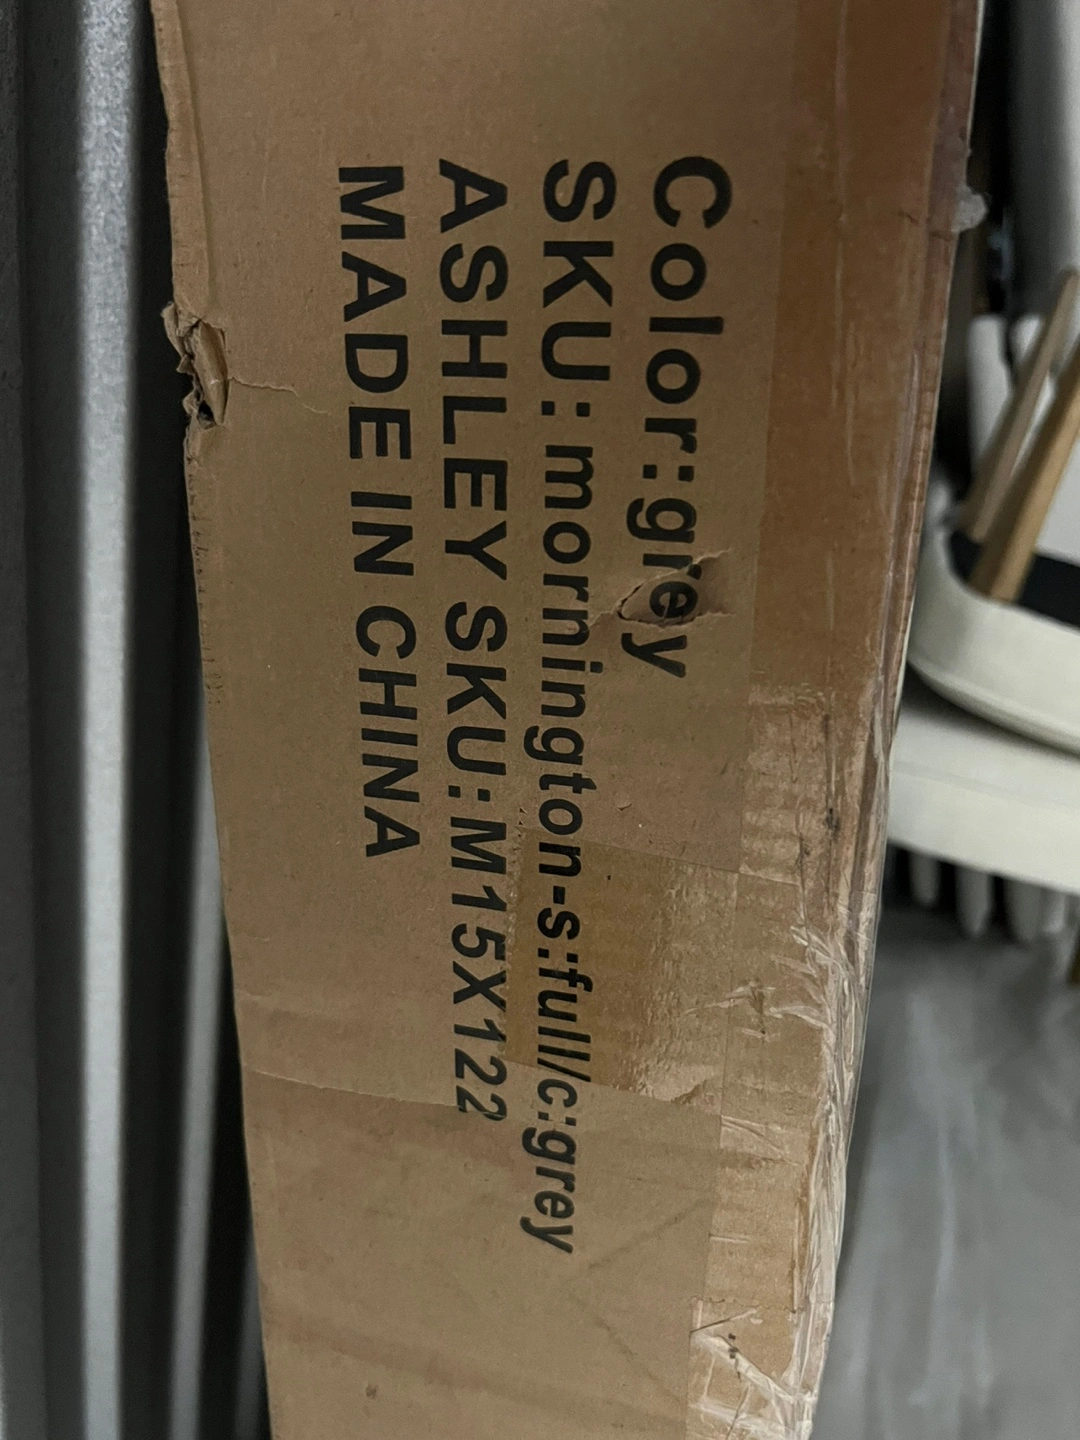 Color:grey
SKU: mornington-s:full/c:grey
ASHLEY SKU:M15X122
MADE IN CHINA